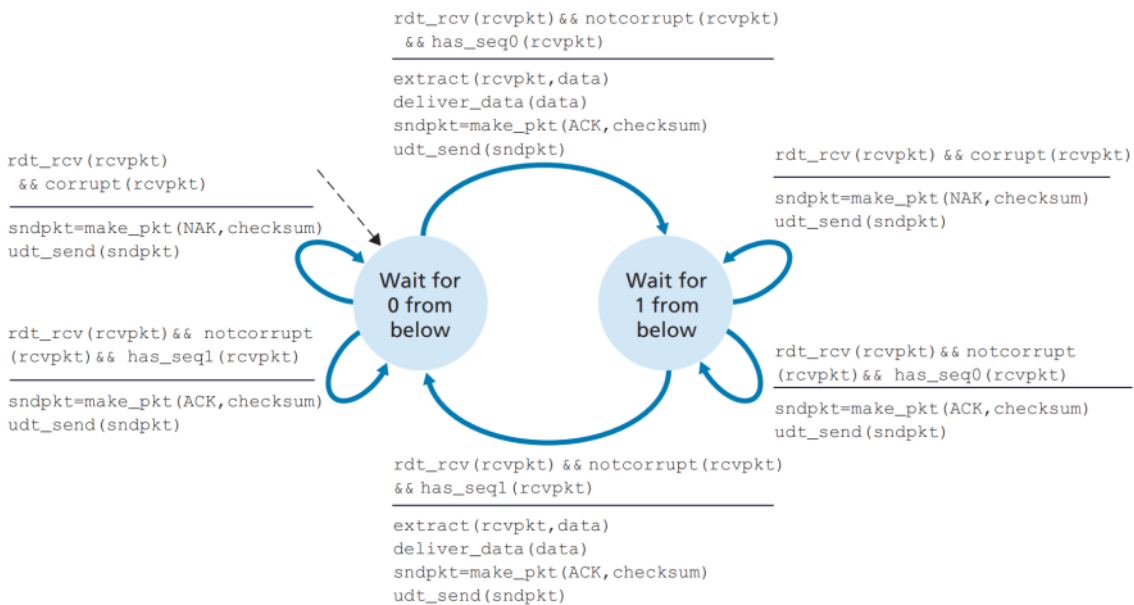 rdt_rcv(rcvpkt)&& notcorrupt(rcvpkt)
&& has_seq0(rcvpkt)
extract(rcvpkt,data)
deliver_data(data)
sndpkt=make_pkt(ACK,checksum)
udt_send(sndpkt)
rdt_rcv(rcvpkt)
&& corrupt(rcvpkt)
sndpkt=make_pkt(NAK,checksum)
udt_send(sndpkt)
rdt_rcv(rcvpkt) && corrupt(rcvpkt)
sndpkt=make_pkt(NAK,checksum)
udt_send(sndpkt)
Wait for
0 from
below
Wait for
1 from
below
rdt_rcv(rcvpkt)&& notcorrupt
(rcvpkt)&& has_seq1(rcvpkt)
sndpkt=make_pkt(ACK,checksum)
udt_send(sndpkt)
rdt_rcv(rcvpkt)&& notcorrupt
(rcvpkt)&& has_seq0(rcvpkt)
sndpkt=make_pkt(ACK,checksum)
udt_send(sndpkt)
rdt_rcv(rcvpkt) && notcorrupt(rcvpkt)
&& has_seq1(rcvpkt)
extract(rcvpkt,data)
deliver_data(data)
sndpkt=make_pkt(ACK,checksum)
udt_send(sndpkt)